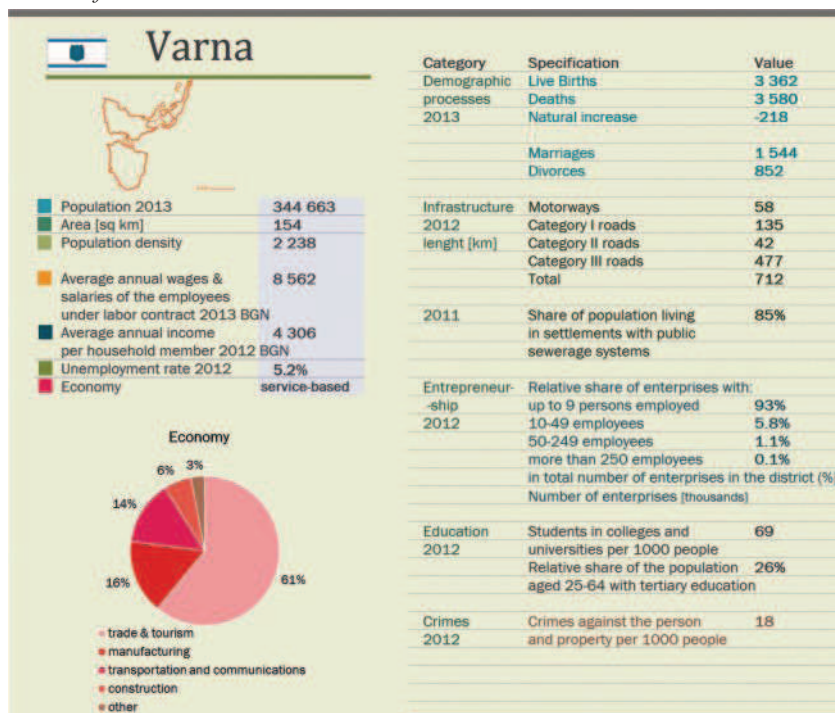 Varna
Population 2013 344 663
Area [sq km] 154
Population density 2 238
Average annual wages & 8 562
salaries of the employees
under labor contract 2013 BGN
Average annual income 4 306
per household member 2012 BGN
Unemployment rate 2012 5.2%
Economy service-based
Economy
3%
6%
14%
16%
61%
trade & tourism
manufacturing
transportation and communications
construction
other
Category Specification Value
Demographic Live Births 3 362
processes Deaths 3 580
2013 Natural increase -218
Marriages 1 544
Divorces 852
Infrastructure Motorways 58
2012 Category I roads 135
lenght [km] Category II roads 42
Category III roads 477
Total 712
2011 Share of population living 85%
in settlements with public
sewerage systems
Entrepreneur- Relative share of enterprises with:
-ship up to 9 persons employed 93%
2012 10-49 employees 5.8%
50-249 employees 1.1%
more than 250 employees 0.1%
in total number of enterprises in the district (%)
Number of enterprises [thousands]
Education Students in colleges and 69
2012 universities per 1000 people
Relative share of the population 26%
aged 25-64 with tertiary education
Crimes Crimes against the person 18
2012 and property per 1000 people